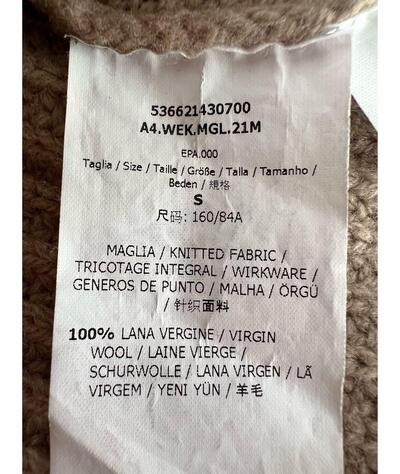 536621430700
A4.WEK.MGL.21M
EPA.000
Taglia / Size / Taille / Größe / Talla / Tamanho /
Beden / 規格
S
尺码: 160/84A
MAGLIA / KNITTED FABRIC /
TRICOTAGE INTEGRAL / WIRKWARE /
GENEROS DE PUNTO / MALHA / ÖRGÜ
/ 针织面料
100% LANA VERGINE / VIRGIN
WOOL / LAINE VIERGE /
SCHURWOLLE / LANA VIRGEN / LÃ
VIRGEM / YENI YÜN / 羊毛